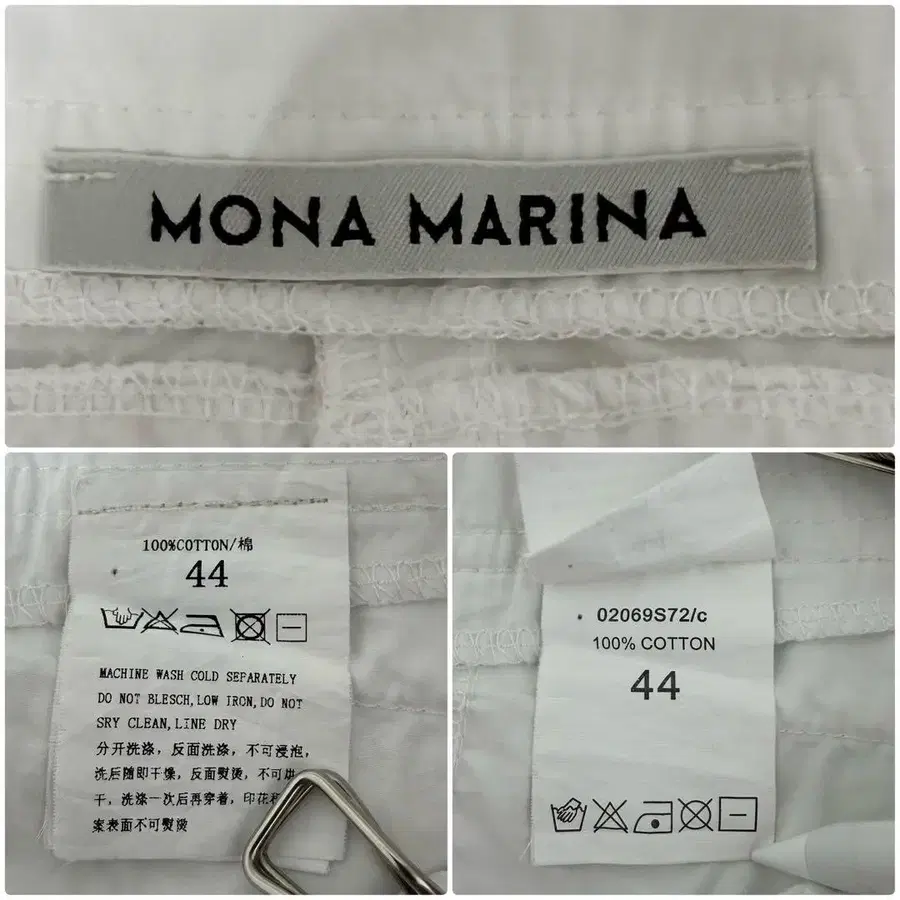 MONA MARINA
100%COTTON/棉
44
MACHINE WASH COLD SEPARATELY
DO NOT BLESCH, LOW IRON, DO NOT
SRY CLEAN, LINE DRY
分开洗涤，反面洗涤，不可浸泡，
洗后随即干燥，反面熨烫，不可烘
干，洗涤一次后再穿着，印花和
案表面不可熨烫
02069S72/c
100% COTTON
44